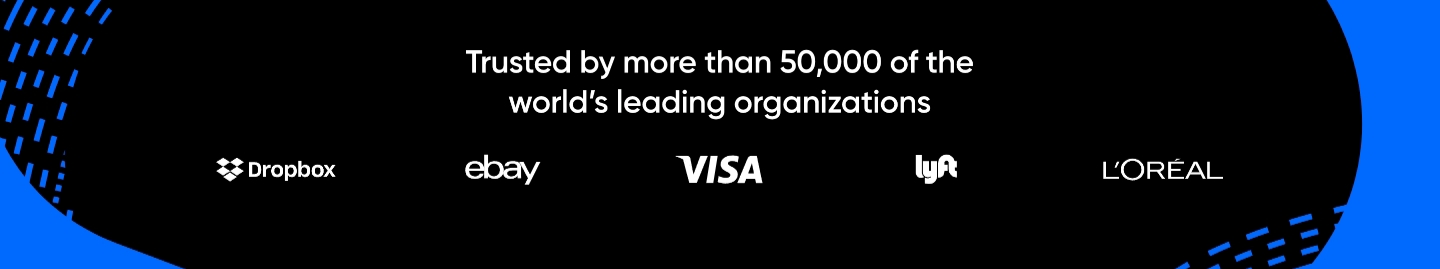 Trusted by more than 50,000 of the
world's leading organizations
Dropbox ebay VISA lyft L'ORÉAL